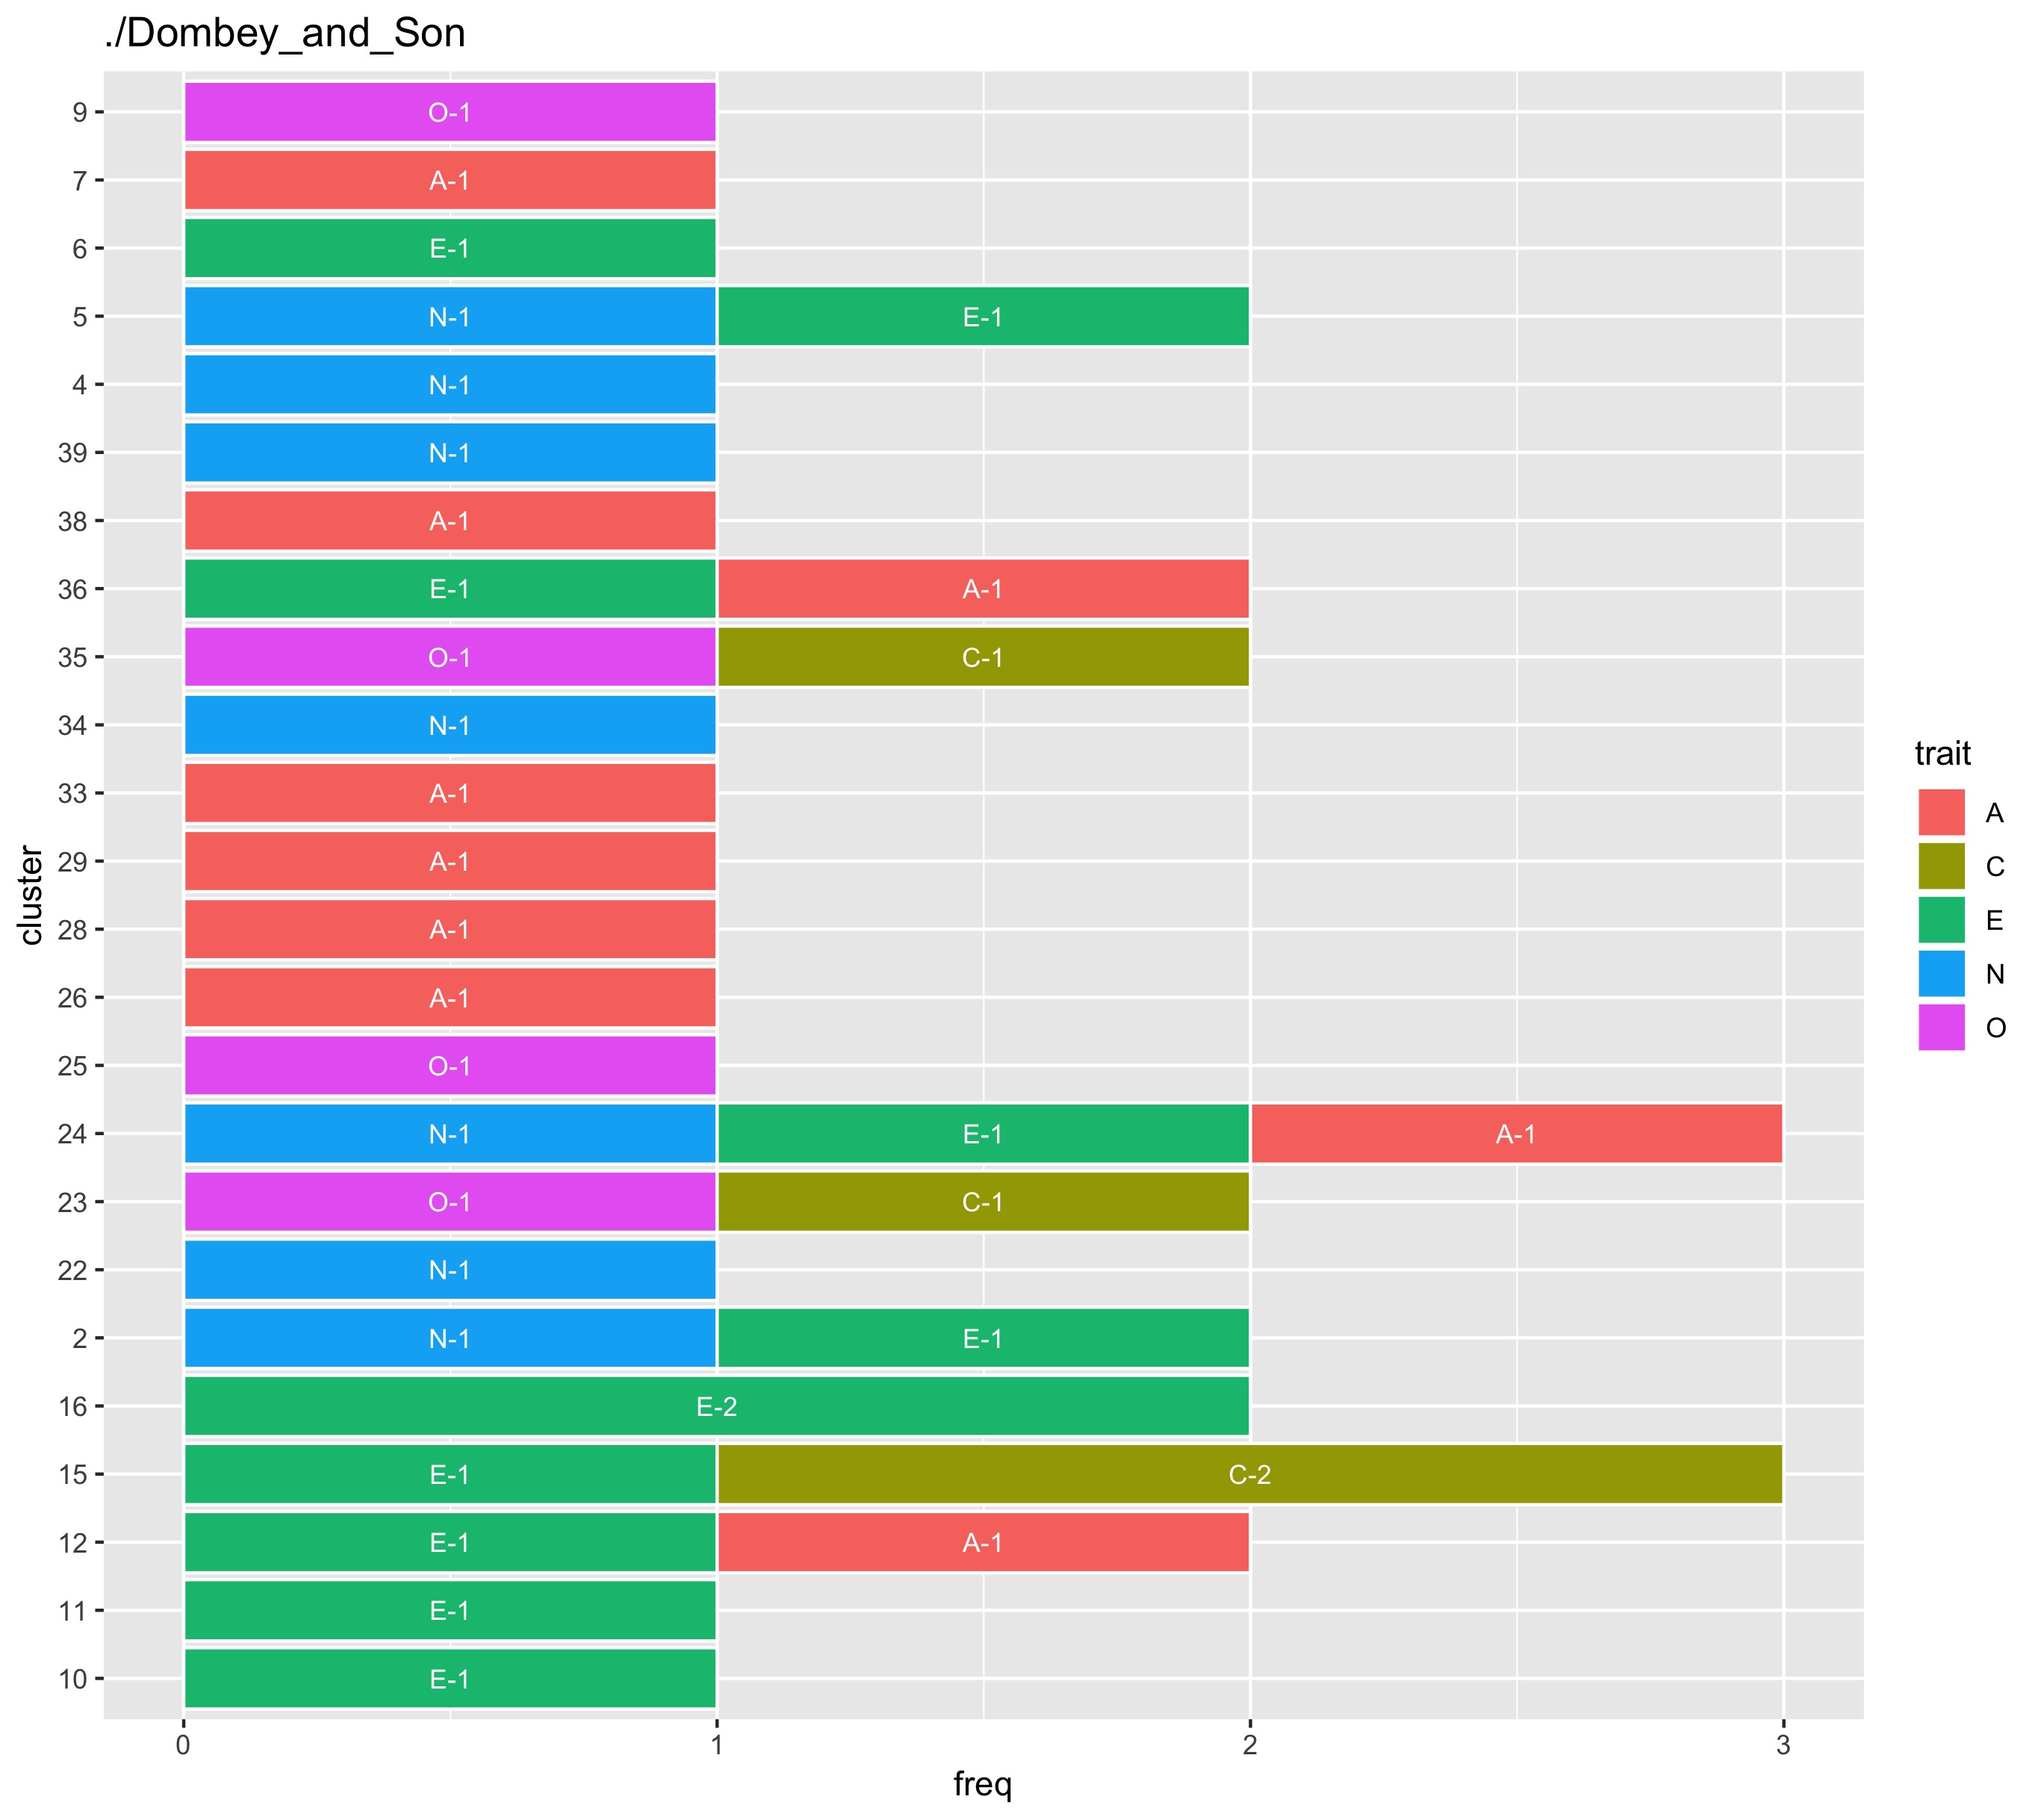 ./Dombey_and_Son
9 O-1
7 A-1
6 E-1
5 N-1 E-1
4 N-1
39 N-1
38 A-1
36 E-1 A-1
35 O-1 C-1
34 N-1
33 A-1
29 A-1
28 A-1
26 A-1
25 O-1
24 N-1 E-1 A-1
23 O-1 C-1
22 N-1
2 N-1 E-1
16 E-2
15 E-1 C-2
12 E-1 A-1
11 E-1
10 E-1
0 1 2 3
freq
cluster
trait
A
C
E
N
O